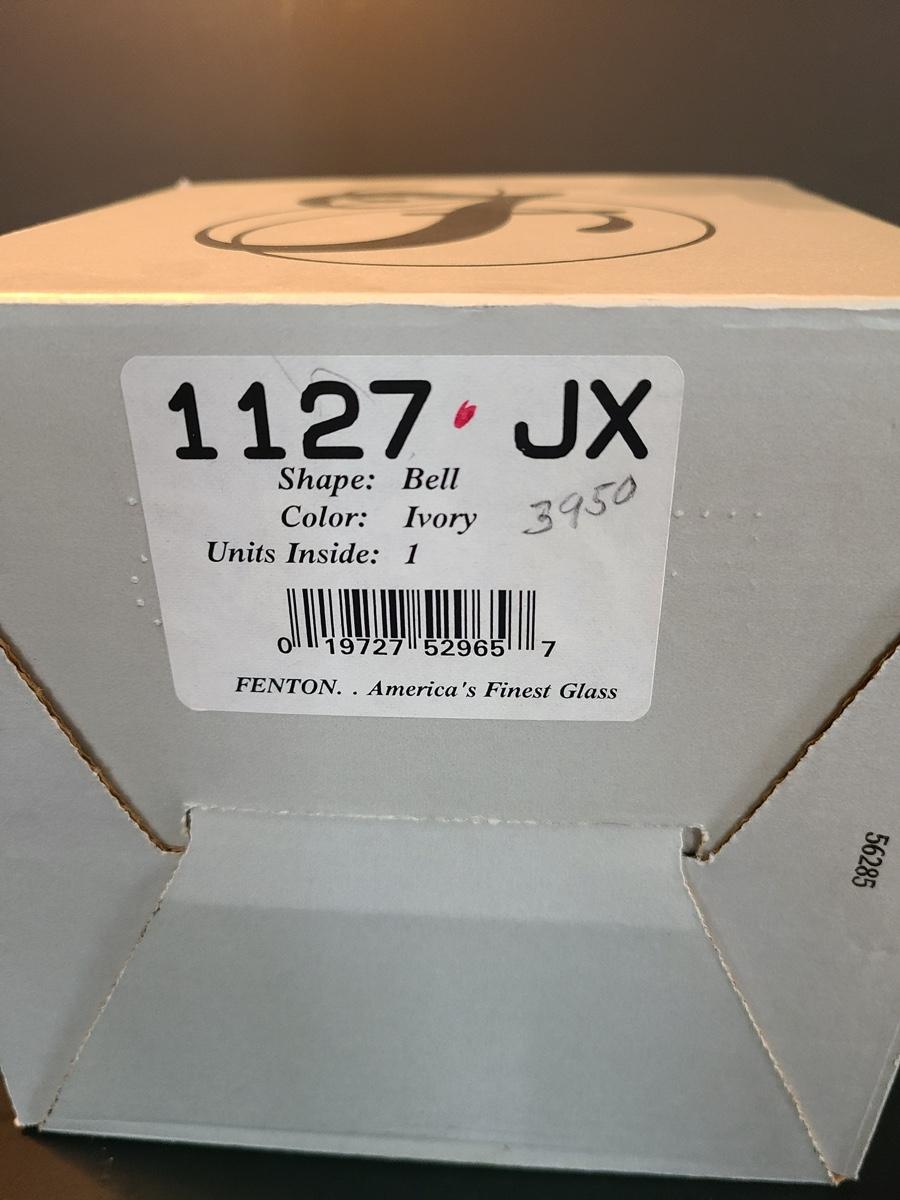 F
1127 JX
Shape: Bell
Color: Ivory
3950
Units Inside: 1
0 19727 52965 7
FENTON. . America's Finest Glass
56285